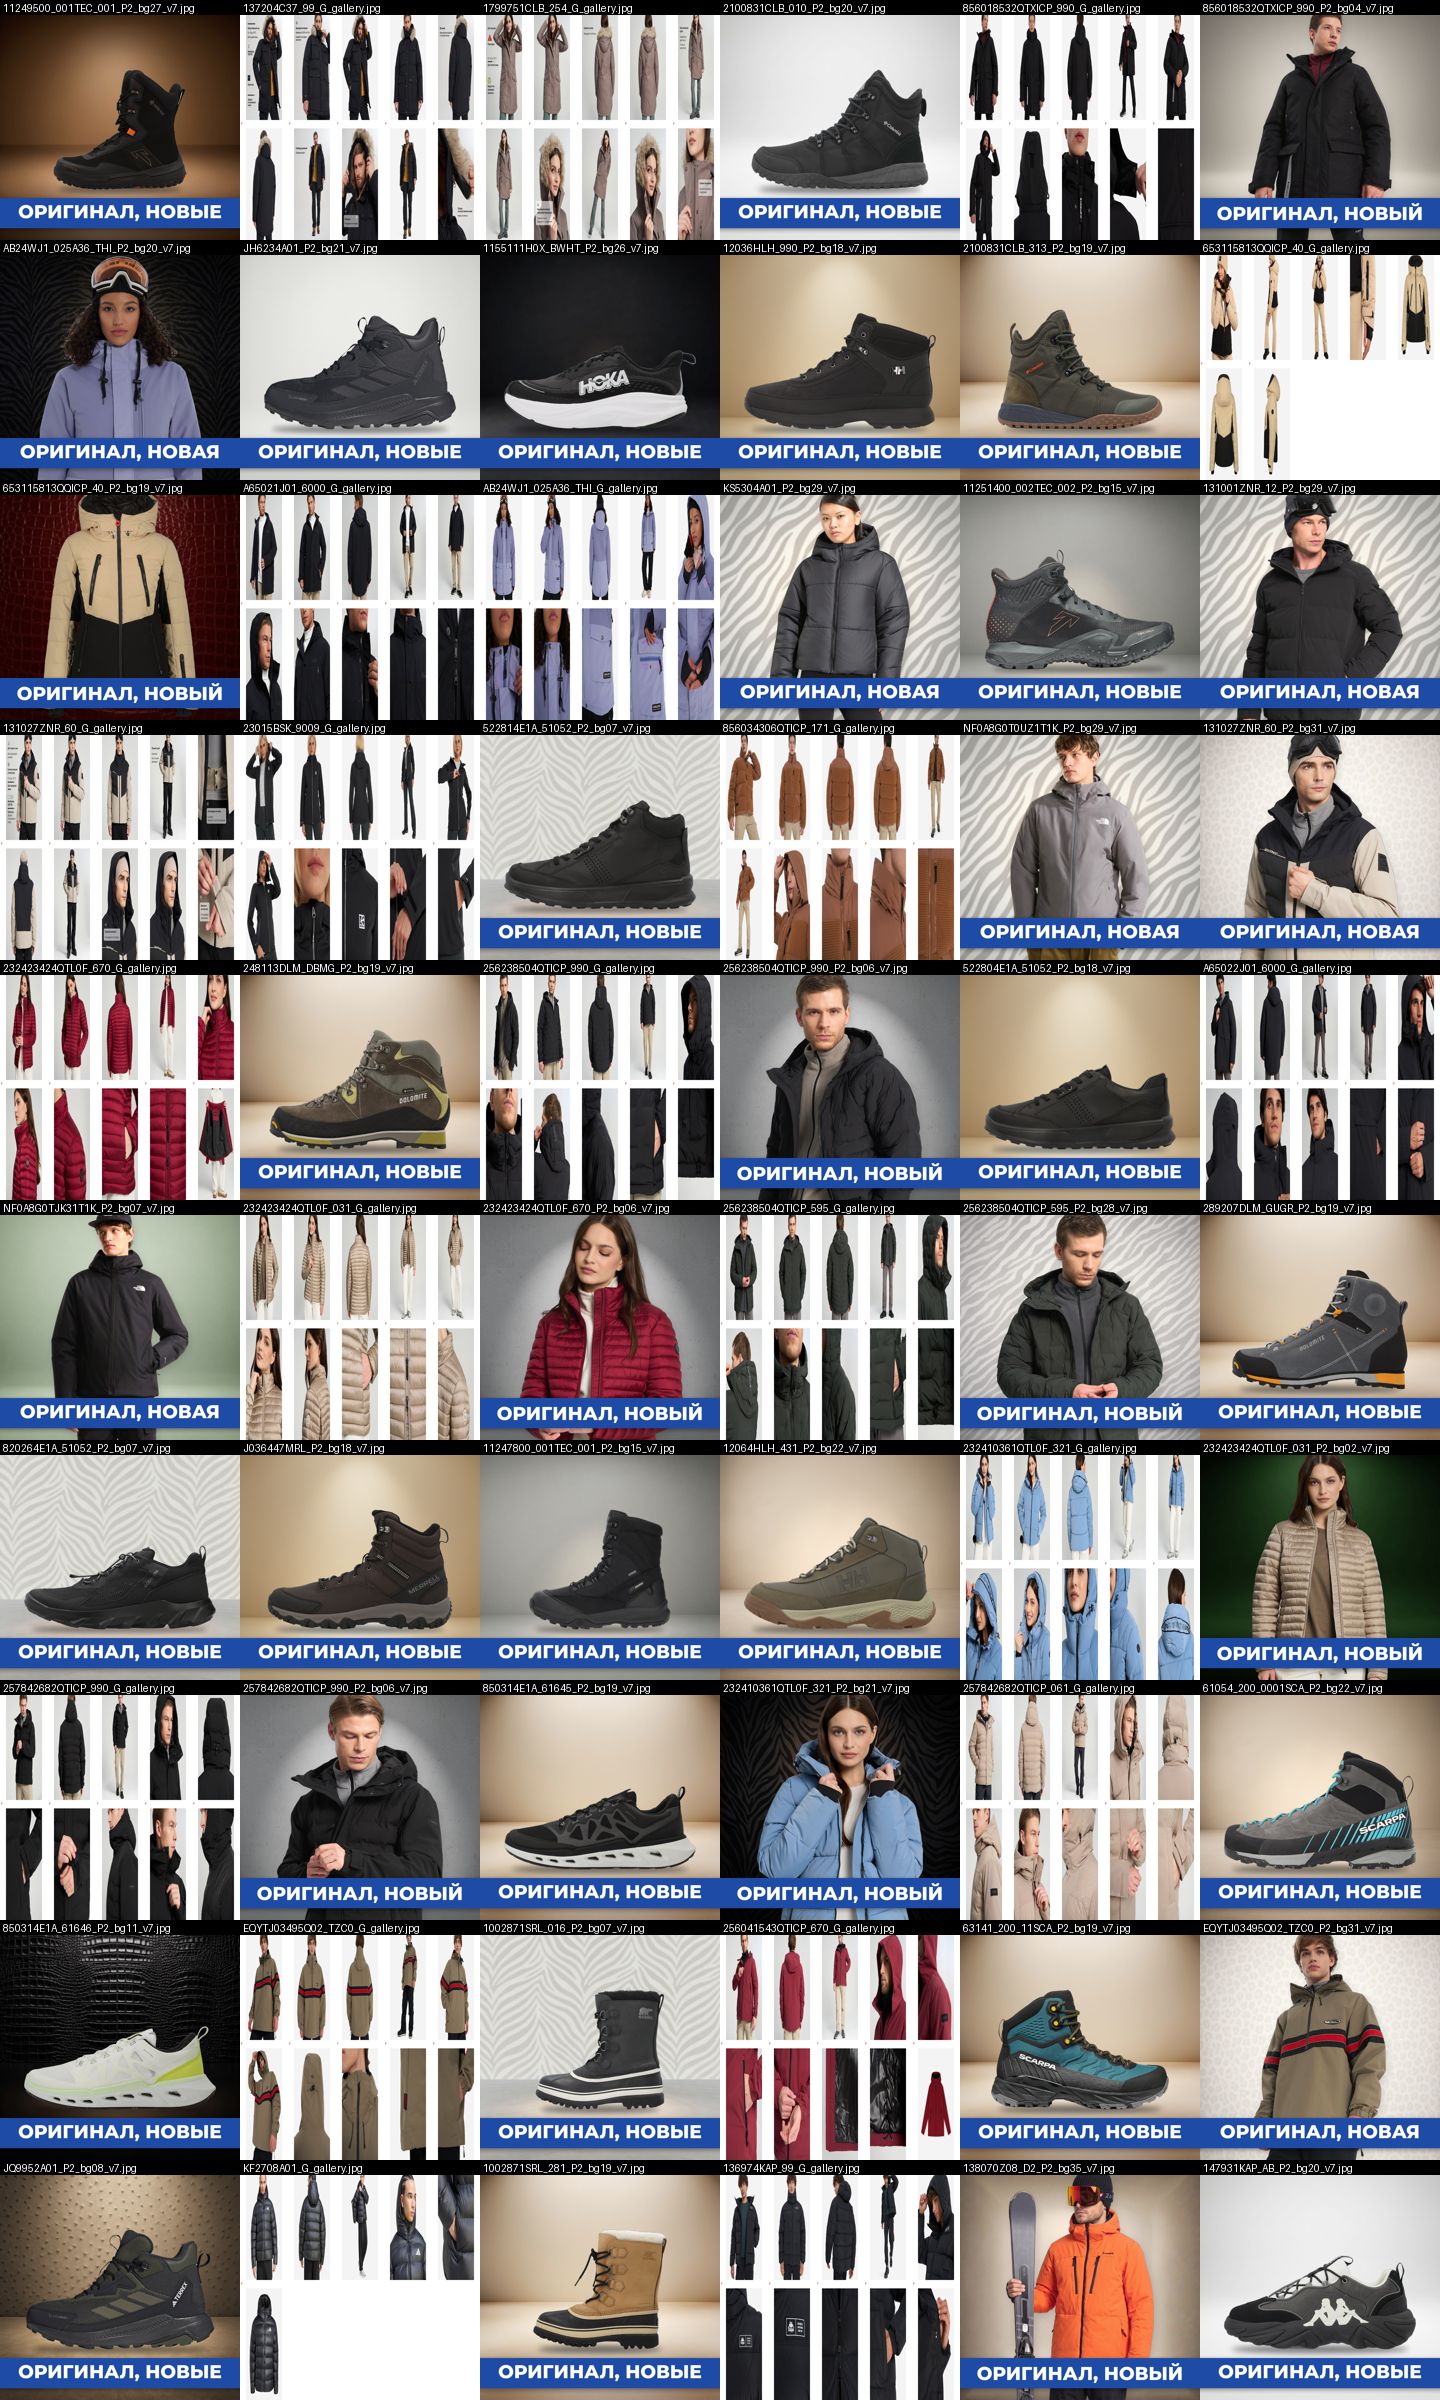 11249500_001TEC_001_P2_bg27_v7.jpg
137204C37_99_G_gallery.jpg
1799751CLB_254_G_gallery.jpg
2100831CLB_010_P2_bg20_v7.jpg
856018532QTXICP_990_G_gallery.jpg
856018532QTXICP_990_P2_bg04_v7.jpg
ОРИГИНАЛ, НОВЫЕ
ОРИГИНАЛ, НОВЫЕ
ОРИГИНАЛ, НОВЫЙ
AB24WJ1_025A36_THI_P2_bg20_v7.jpg
JH6234A01_P2_bg21_v7.jpg
1155111H0X_BWHT_P2_bg26_v7.jpg
12036HLH_990_P2_bg18_v7.jpg
2100831CLB_313_P2_bg19_v7.jpg
653115813QQICP_40_G_gallery.jpg
HOKA
ОРИГИНАЛ, НОВАЯ
ОРИГИНАЛ, НОВЫЕ
ОРИГИНАЛ, НОВЫЕ
ОРИГИНАЛ, НОВЫЕ
ОРИГИНАЛ, НОВЫЕ
653115813QQICP_40_P2_bg19_v7.jpg
A65021J01_6000_G_gallery.jpg
AB24WJ1_025A36_THI_G_gallery.jpg
KS5304A01_P2_bg29_v7.jpg
11251400_002TEC_002_P2_bg15_v7.jpg
131001ZNR_12_P2_bg29_v7.jpg
ОРИГИНАЛ, НОВЫЙ
ОРИГИНАЛ, НОВАЯ
ОРИГИНАЛ, НОВЫЕ
ОРИГИНАЛ, НОВАЯ
131027ZNR_60_G_gallery.jpg
23015BSK_9009_G_gallery.jpg
522814E1A_51052_P2_bg07_v7.jpg
856034306QTICP_171_G_gallery.jpg
NF0A8G0T0UZ1T1K_P2_bg29_v7.jpg
131027ZNR_60_P2_bg31_v7.jpg
ОРИГИНАЛ, НОВЫЕ
ОРИГИНАЛ, НОВАЯ
ОРИГИНАЛ, НОВАЯ
232423424QTL0F_670_G_gallery.jpg
248113DLM_DBMG_P2_bg19_v7.jpg
256238504QTICP_990_G_gallery.jpg
256238504QTICP_990_P2_bg06_v7.jpg
522804E1A_51052_P2_bg18_v7.jpg
A65022J01_6000_G_gallery.jpg
DOLOMITE
ОРИГИНАЛ, НОВЫЕ
ОРИГИНАЛ, НОВЫЙ
ОРИГИНАЛ, НОВЫЕ
NF0A8G0TJK31T1K_P2_bg07_v7.jpg
232423424QTL0F_031_G_gallery.jpg
232423424QTL0F_670_P2_bg06_v7.jpg
256238504QTICP_595_G_gallery.jpg
256238504QTICP_595_P2_bg28_v7.jpg
289207DLM_GUGR_P2_bg19_v7.jpg
DOLOMITE
ОРИГИНАЛ, НОВАЯ
ОРИГИНАЛ, НОВЫЙ
ОРИГИНАЛ, НОВЫЙ
ОРИГИНАЛ, НОВЫЕ
820264E1A_51052_P2_bg07_v7.jpg
J036447MRL_P2_bg18_v7.jpg
11247800_001TEC_001_P2_bg15_v7.jpg
12064HLH_431_P2_bg22_v7.jpg
232410361QTL0F_321_G_gallery.jpg
232423424QTL0F_031_P2_bg02_v7.jpg
MERRELL
ОРИГИНАЛ, НОВЫЕ
ОРИГИНАЛ, НОВЫЕ
ОРИГИНАЛ, НОВЫЕ
ОРИГИНАЛ, НОВЫЕ
ОРИГИНАЛ, НОВЫЙ
257842682QTICP_990_G_gallery.jpg
257842682QTICP_990_P2_bg06_v7.jpg
850314E1A_61645_P2_bg19_v7.jpg
232410361QTL0F_321_P2_bg21_v7.jpg
257842682QTICP_061_G_gallery.jpg
61054_200_0001SCA_P2_bg22_v7.jpg
SCARPA
ОРИГИНАЛ, НОВЫЙ
ОРИГИНАЛ, НОВЫЕ
ОРИГИНАЛ, НОВЫЙ
ОРИГИНАЛ, НОВЫЕ
850314E1A_61646_P2_bg11_v7.jpg
EQYTJ03495Q02_TZC0_G_gallery.jpg
1002871SRL_016_P2_bg07_v7.jpg
256041543QTICP_670_G_gallery.jpg
63141_200_11SCA_P2_bg19_v7.jpg
EQYTJ03495Q02_TZC0_P2_bg31_v7.jpg
SCARPA
ОРИГИНАЛ, НОВЫЕ
ОРИГИНАЛ, НОВЫЕ
ОРИГИНАЛ, НОВЫЕ
ОРИГИНАЛ, НОВАЯ
JQ9952A01_P2_bg08_v7.jpg
KF2708A01_G_gallery.jpg
1002871SRL_281_P2_bg19_v7.jpg
136974KAP_99_G_gallery.jpg
138070Z08_D2_P2_bg35_v7.jpg
147931KAP_AB_P2_bg20_v7.jpg
TERREX
ОРИГИНАЛ, НОВЫЕ
ОРИГИНАЛ, НОВЫЕ
ОРИГИНАЛ, НОВЫЙ
ОРИГИНАЛ, НОВЫЕ